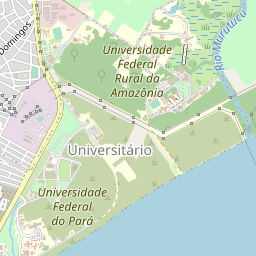 Domingos
Universidade
Federal
Rural da
Amazônia
Rio Murutucu
Universitário
Universidade
Federal
do Pará